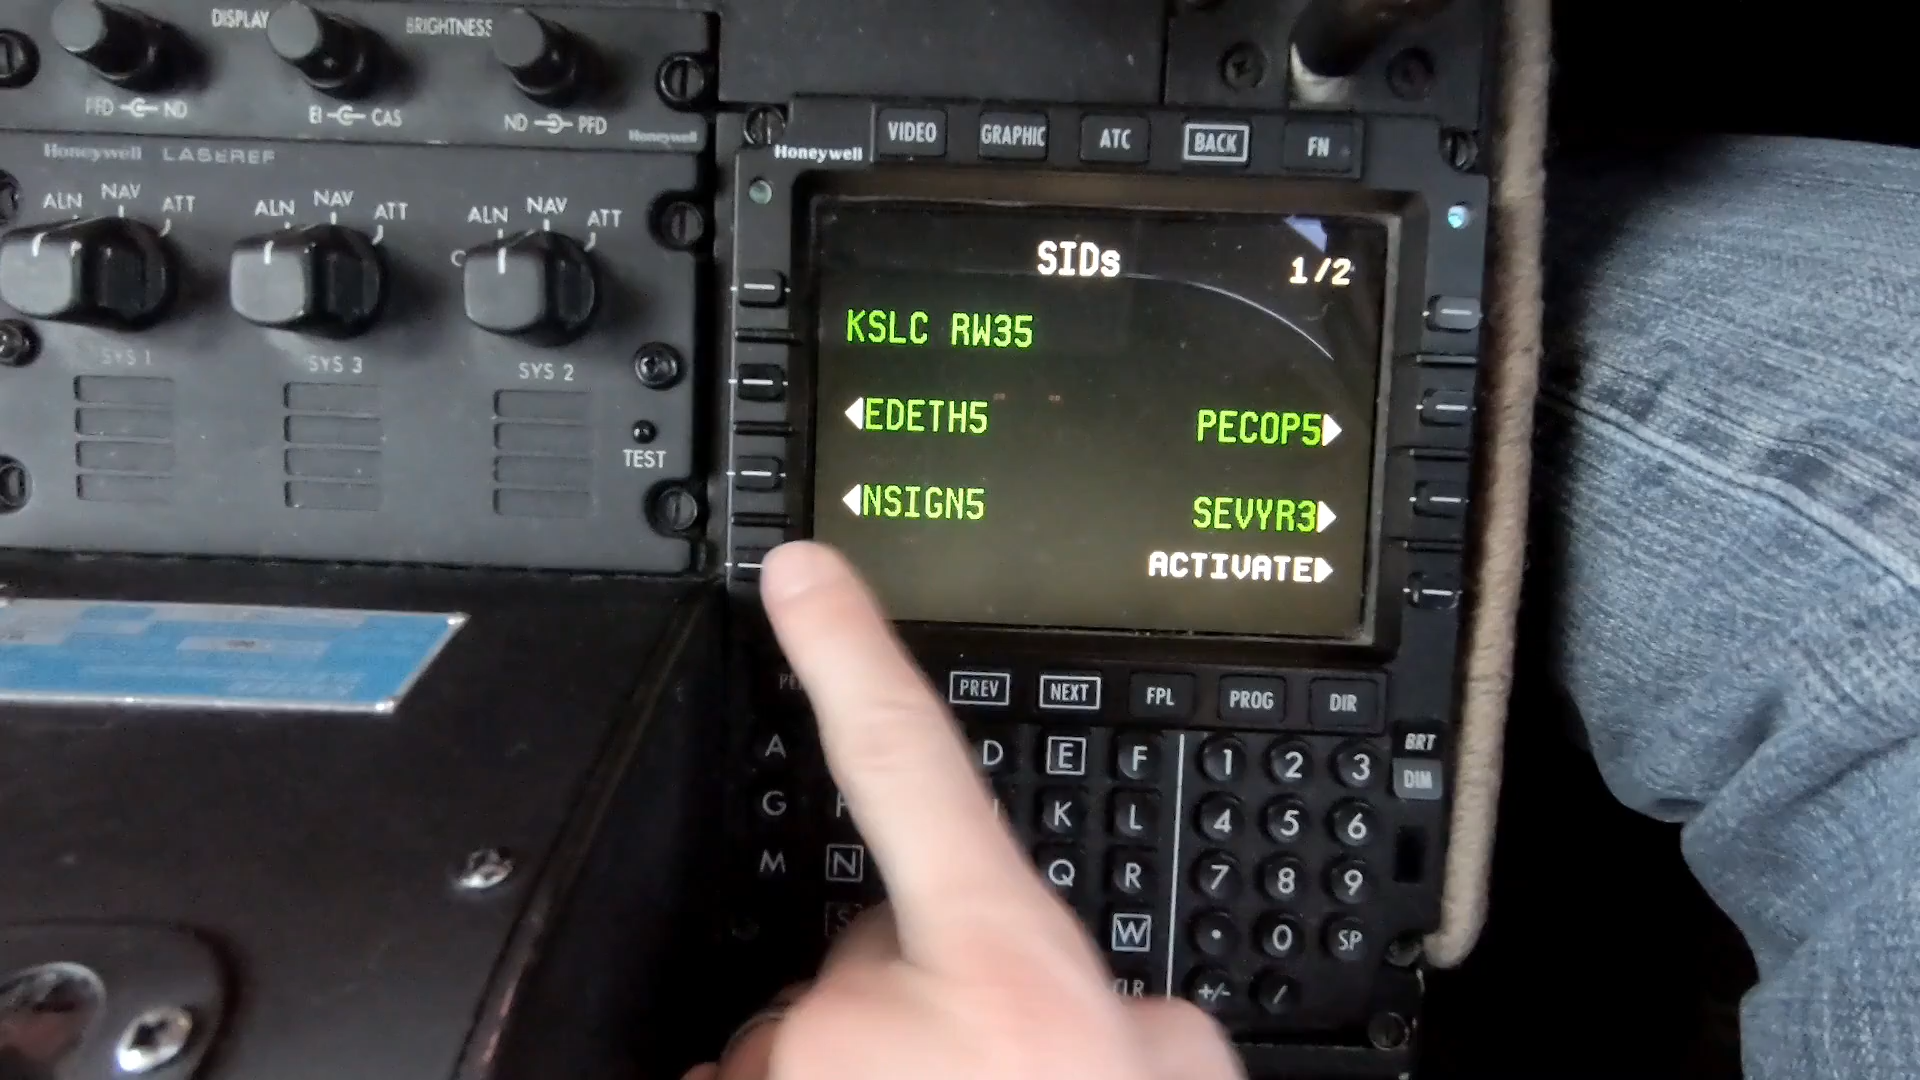 DISPLAY BRIGHTNESS
PFD ND
EI CAS
ND PFD
Honeywell
Honeywell LASEREF
ALN NAV ATT
ALN NAV ATT
ALN NAV ATT
SYS 1
SYS 3
SYS 2
TEST
Honeywell
VIDEO GRAPHIC ATC BACK FN
SIDs 1/2
KSLC RW35
EDETH5 PECOP5
NSIGN5 SEVYR3
ACTIVATE
PREV NEXT FPL PROG DIR
BRT
DIM
A D E F 1 2 3
G K L 4 5 6
M N Q R 7 8 9
S W • 0 SP
CLR +/- /